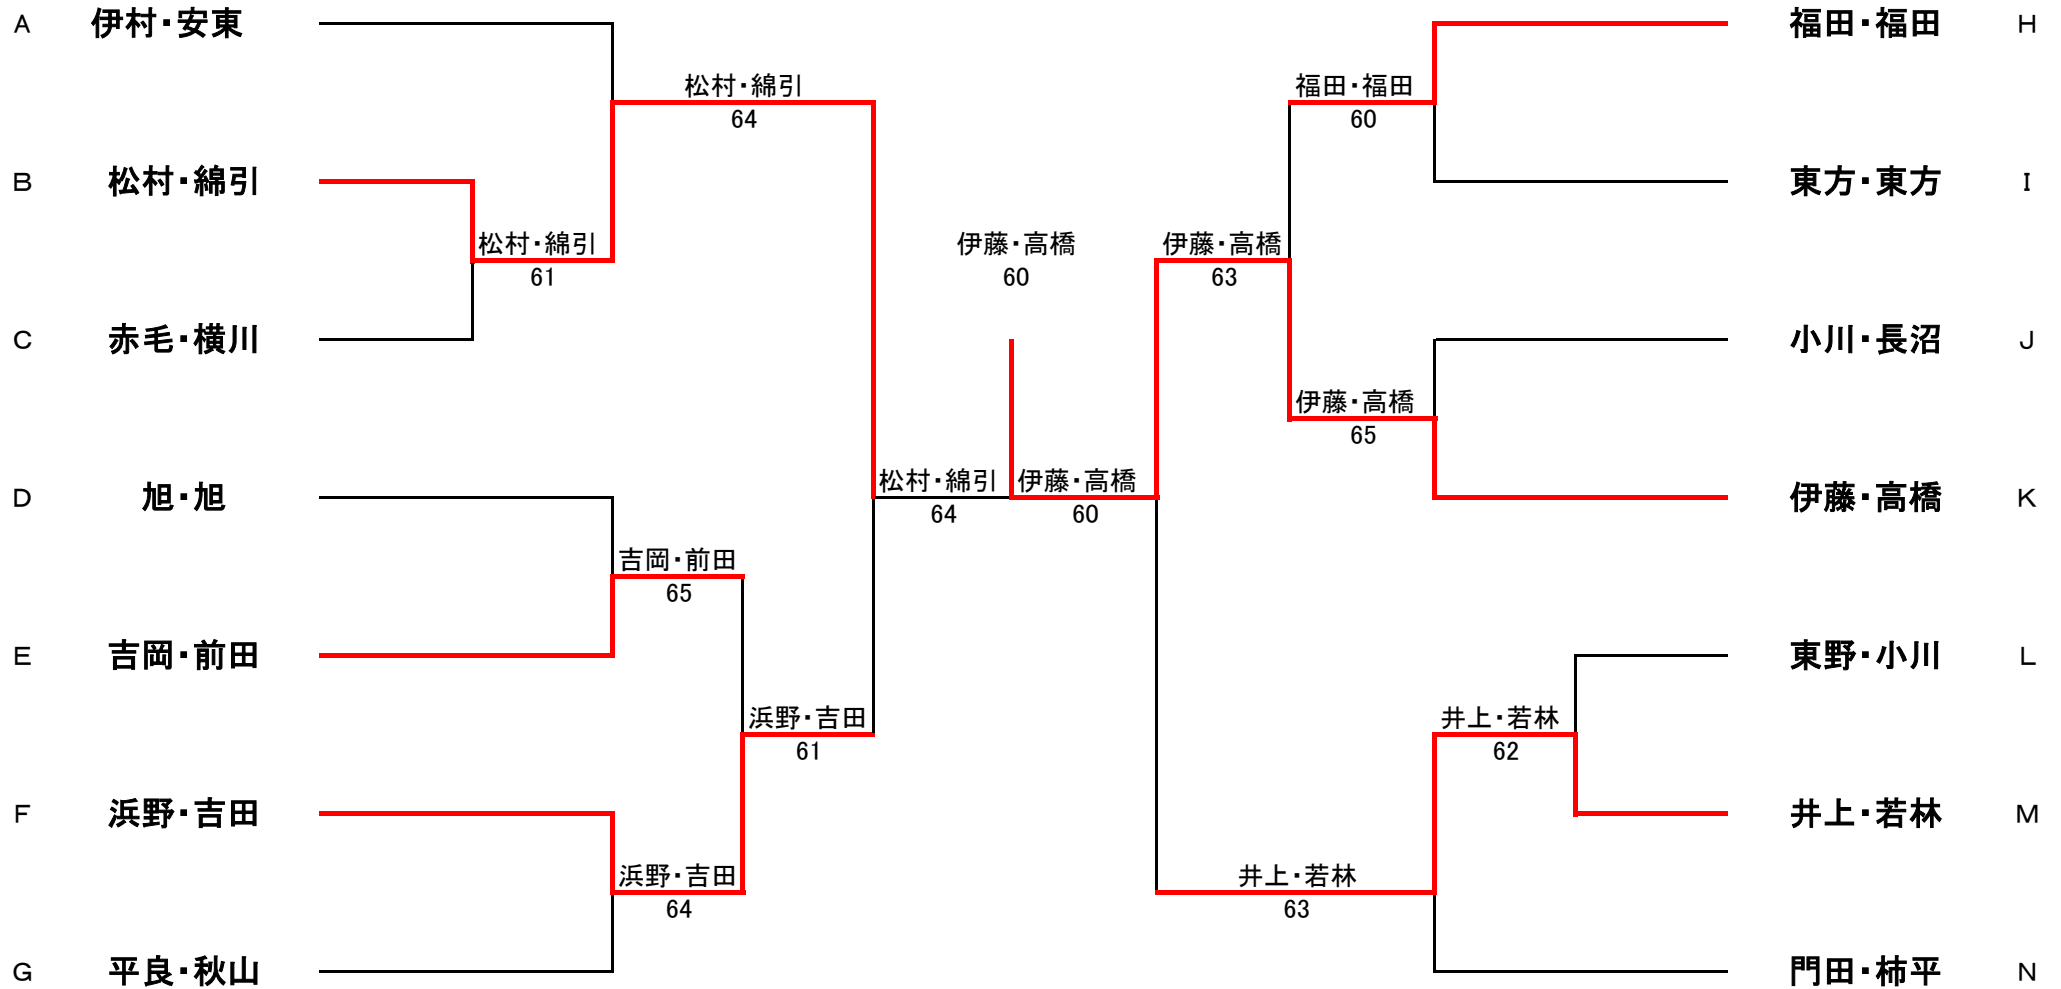 A 伊村・安東
福田・福田 H
松村・綿引
64
福田・福田
60
B 松村・綿引
東方・東方 I
松村・綿引
61
伊藤・高橋
60
伊藤・高橋
63
C 赤毛・横川
小川・長沼 J
伊藤・高橋
65
D 旭・旭
松村・綿引
64
伊藤・高橋
60
伊藤・高橋 K
吉岡・前田
65
E 吉岡・前田
東野・小川 L
浜野・吉田
61
井上・若林
62
F 浜野・吉田
井上・若林 M
浜野・吉田
64
井上・若林
63
G 平良・秋山
門田・柿平 N